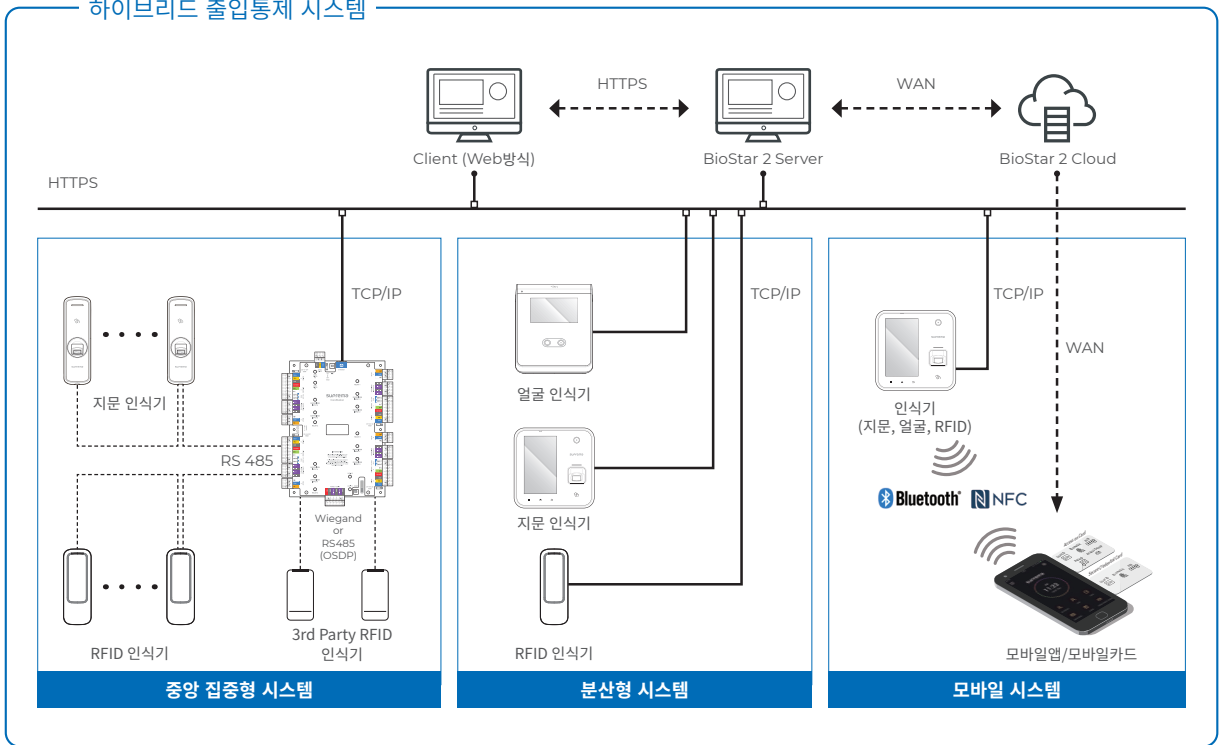 하이브리드 출입통제 시스템
HTTPS
WAN
Client (Web방식)
BioStar 2 Server
BioStar 2 Cloud
HTTPS
TCP/IP
지문 인식기
RS 485
SUPREMA
Wiegand
or
RS485
(OSDP)
RFID 인식기
3rd Party RFID
인식기
중앙 집중형 시스템
TCP/IP
얼굴 인식기
지문 인식기
RFID 인식기
분산형 시스템
TCP/IP
WAN
인식기
(지문, 얼굴, RFID)
Bluetooth®
NFC
모바일앱/모바일카드
모바일 시스템